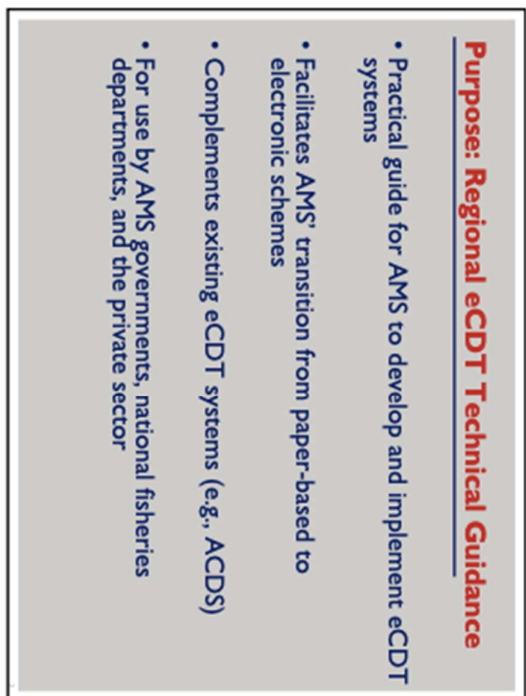 Purpose: Regional eCDT Technical Guidance
• Practical guide for AMS to develop and implement eCDT
systems
• Facilitates AMS' transition from paper-based to
electronic schemes
• Complements existing eCDT systems (e.g., ACDS)
• For use by AMS governments, national fisheries
departments, and the private sector